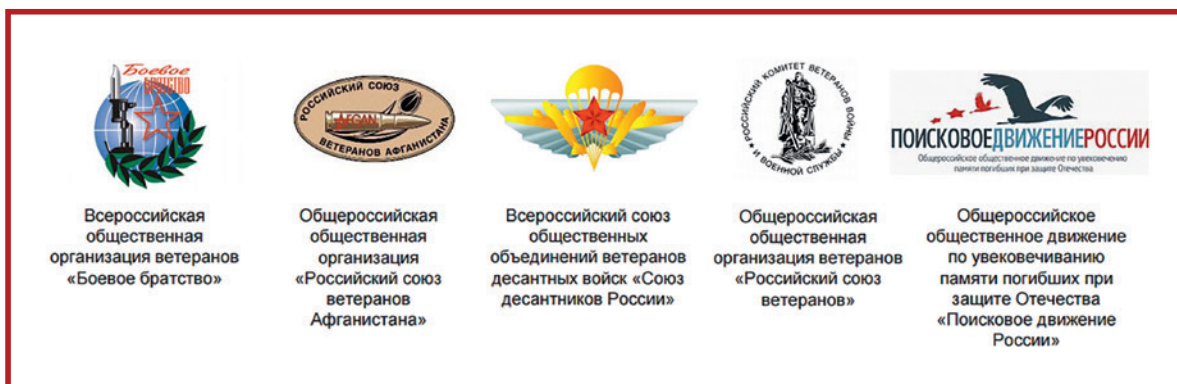 Боевое
БРАТСТВО
РОССИЙСКИЙ СОЮЗ
AFGAN
ВЕТЕРАНОВ АФГАНИСТАНА
РОССИЙСКИЙ КОМИТЕТ ВЕТЕРАНОВ ВОЙНЫ
И ВОЕННОЙ СЛУЖБЫ
ПОИСКОВОЕДВИЖЕНИЕРОССИИ
Общероссийское общественное движение по увековечению
памяти погибших при защите Отечества
Всероссийская
общественная
организация ветеранов
«Боевое братство»
Общероссийская
общественная
организация
«Российский союз
ветеранов
Афганистана»
Всероссийский союз
общественных
объединений ветеранов
десантных войск «Союз
десантников России»
Общероссийская
общественная
организация ветеранов
«Российский союз
ветеранов»
Общероссийское
общественное движение
по увековечиванию
памяти погибших при
защите Отечества
«Поисковое движение
России»